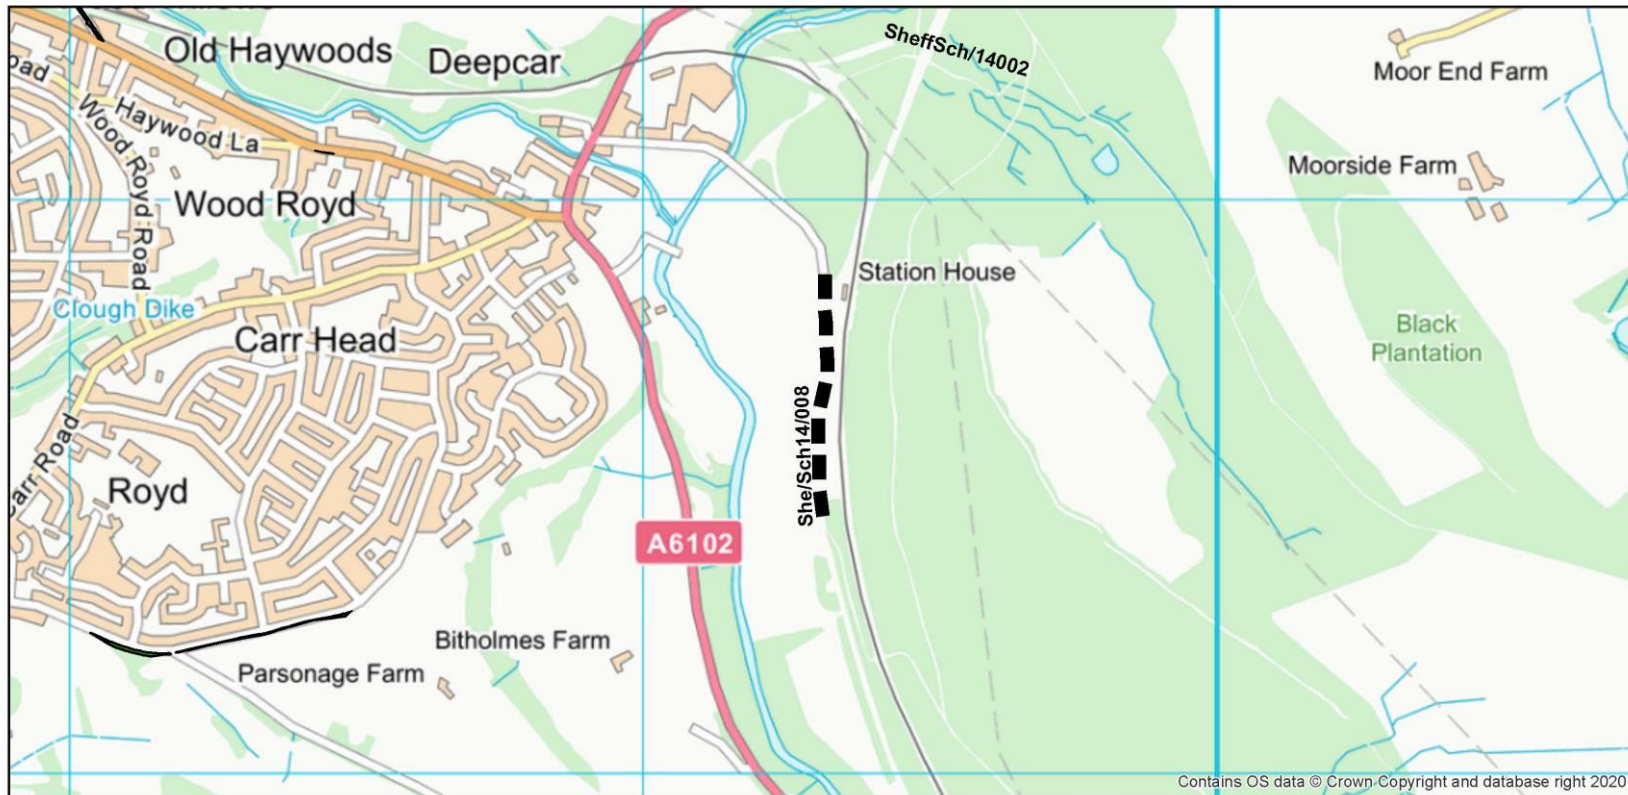 Old Haywoods
Deepcar
SheffSch/14002
Moor End Farm
Haywood La
Wood Royd Road
Moorside Farm
Wood Royd
Station House
Clough Dike
Carr Head
Black
Plantation
She/Sch14/008
Carr Road
Royd
A6102
Bitholmes Farm
Parsonage Farm
Contains OS data © Crown Copyright and database right 2020